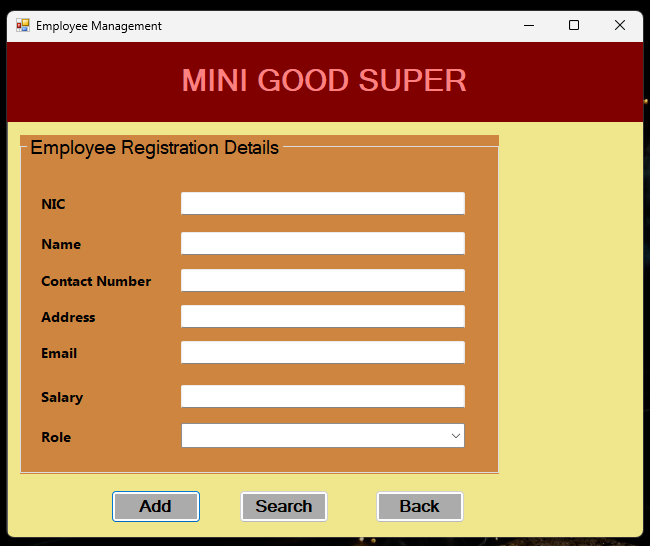 Employee Management
MINI GOOD SUPER
Employee Registration Details
NIC
Name
Contact Number
Address
Email
Salary
Role
Add Search Back